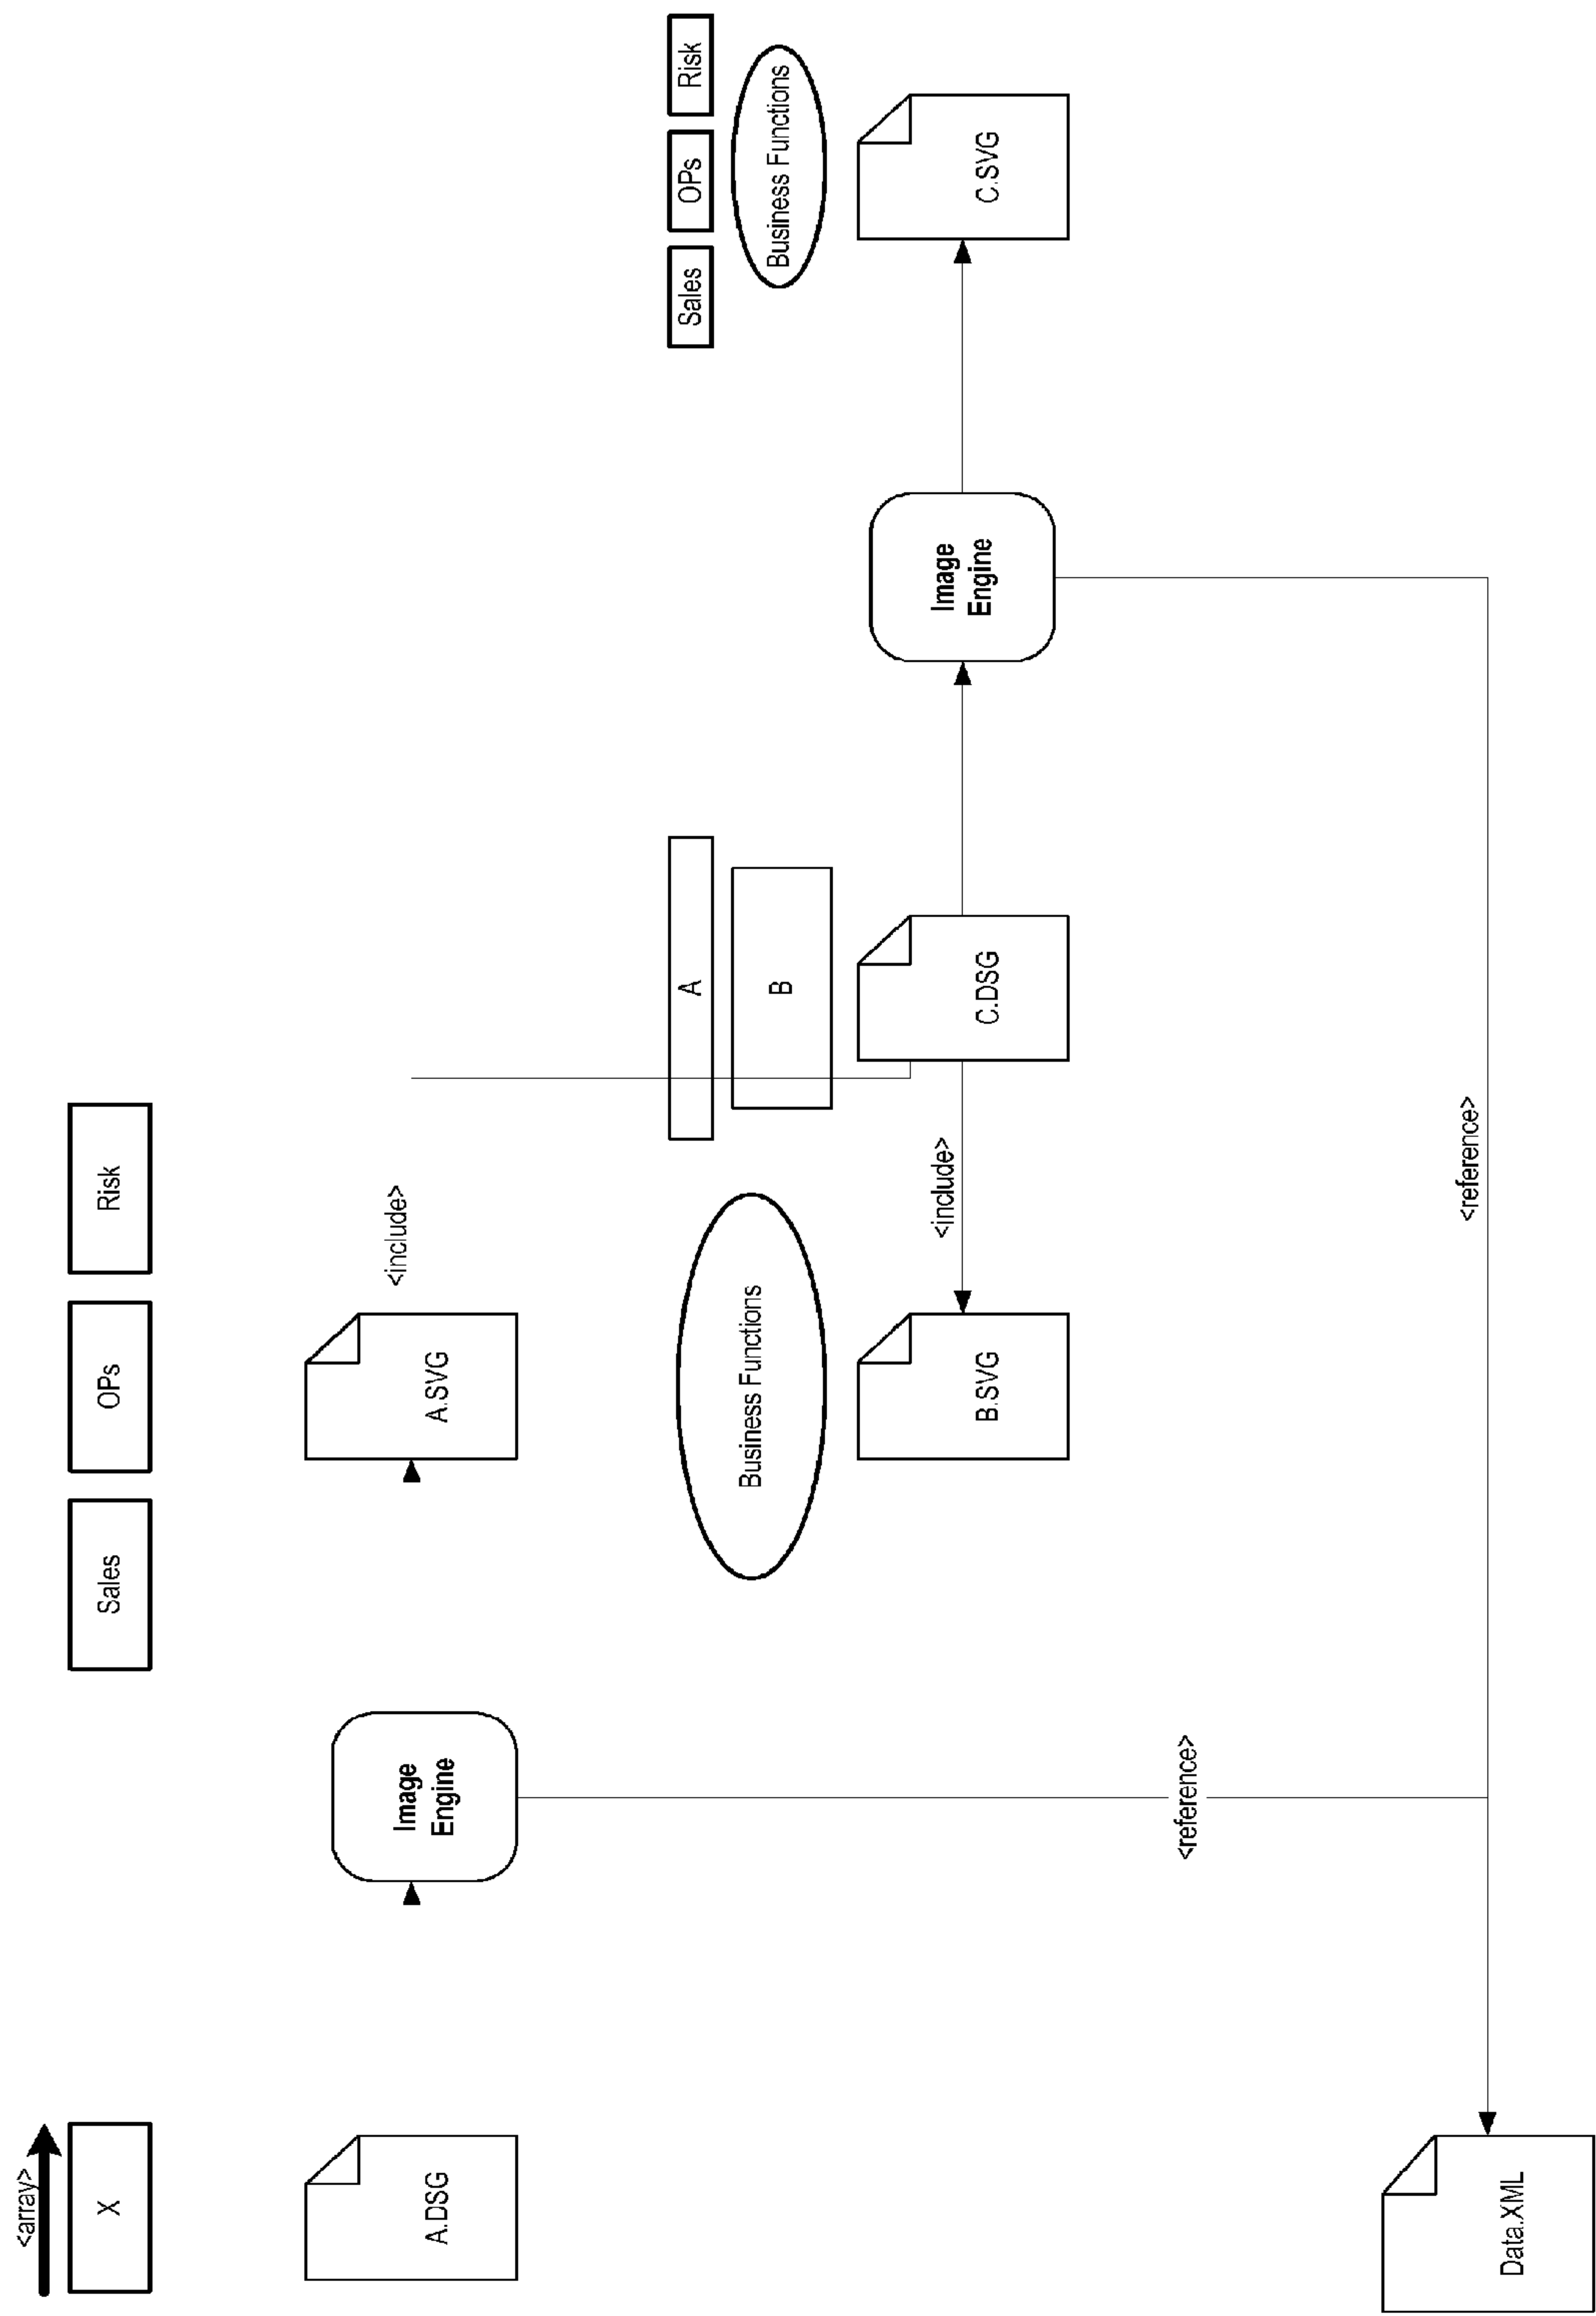 <array>
X
Sales
OPs
Risk
A.DSG
Image
Engine
A.SVG
<include>
Business Functions
A
B
Sales
OPs
Risk
Business Functions
B.SVG
<include>
C.DSG
Image
Engine
C.SVG
<reference>
<reference>
Data.XML